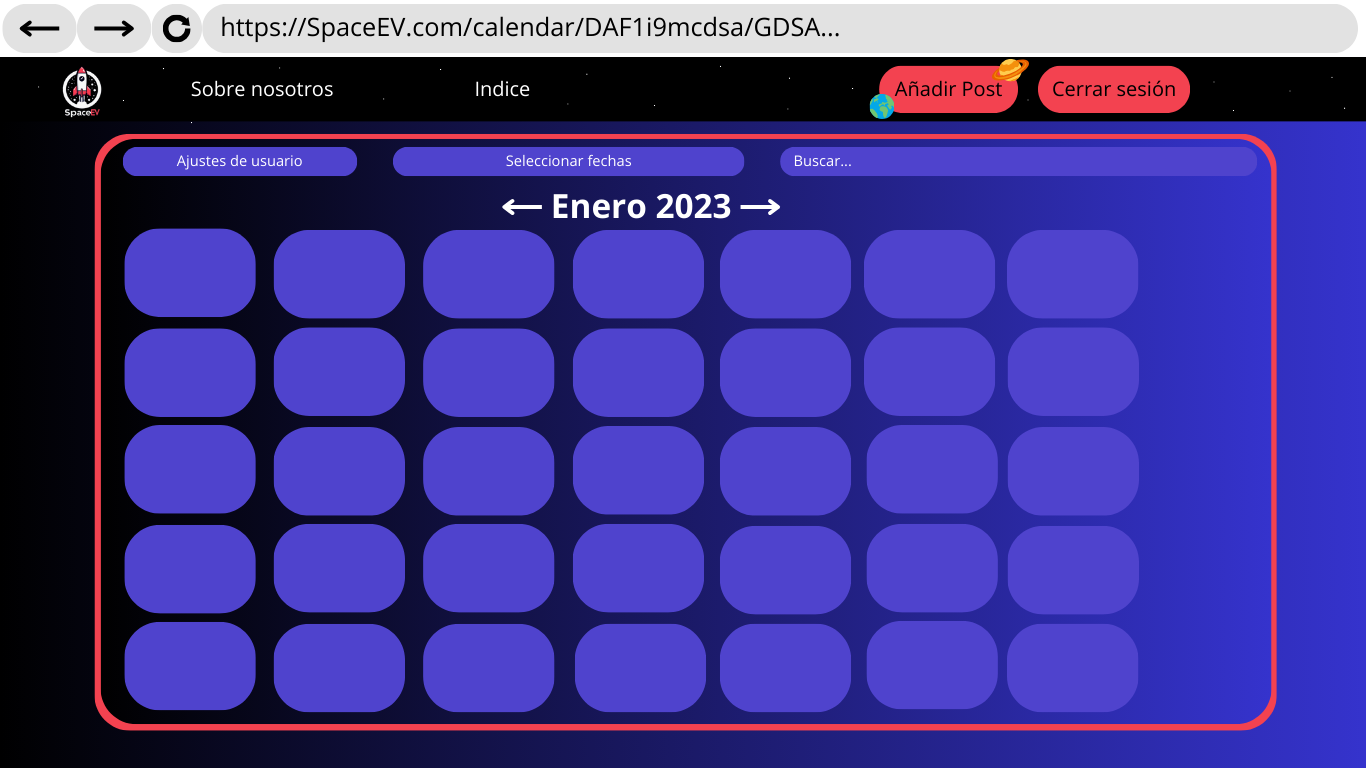 https://SpaceEV.com/calendar/DAF1i9mcdsa/GDSA...
SpaceEV
Sobre nosotros
Indice
Añadir Post
Cerrar sesión
Ajustes de usuario
Seleccionar fechas
Buscar...
Enero 2023